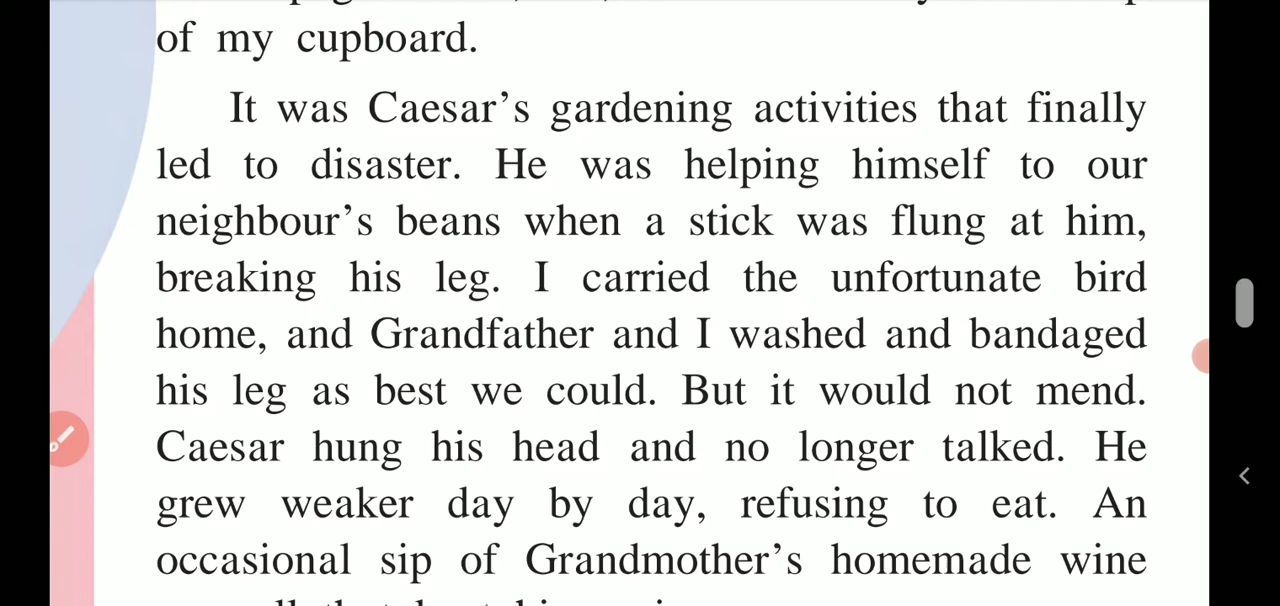 of my cupboard.
It was Caesar’s gardening activities that finally
led to disaster. He was helping himself to our
neighbour’s beans when a stick was flung at him,
breaking his leg. I carried the unfortunate bird
home, and Grandfather and I washed and bandaged
his leg as best we could. But it would not mend.
Caesar hung his head and no longer talked. He
grew weaker day by day, refusing to eat. An
occasional sip of Grandmother’s homemade wine